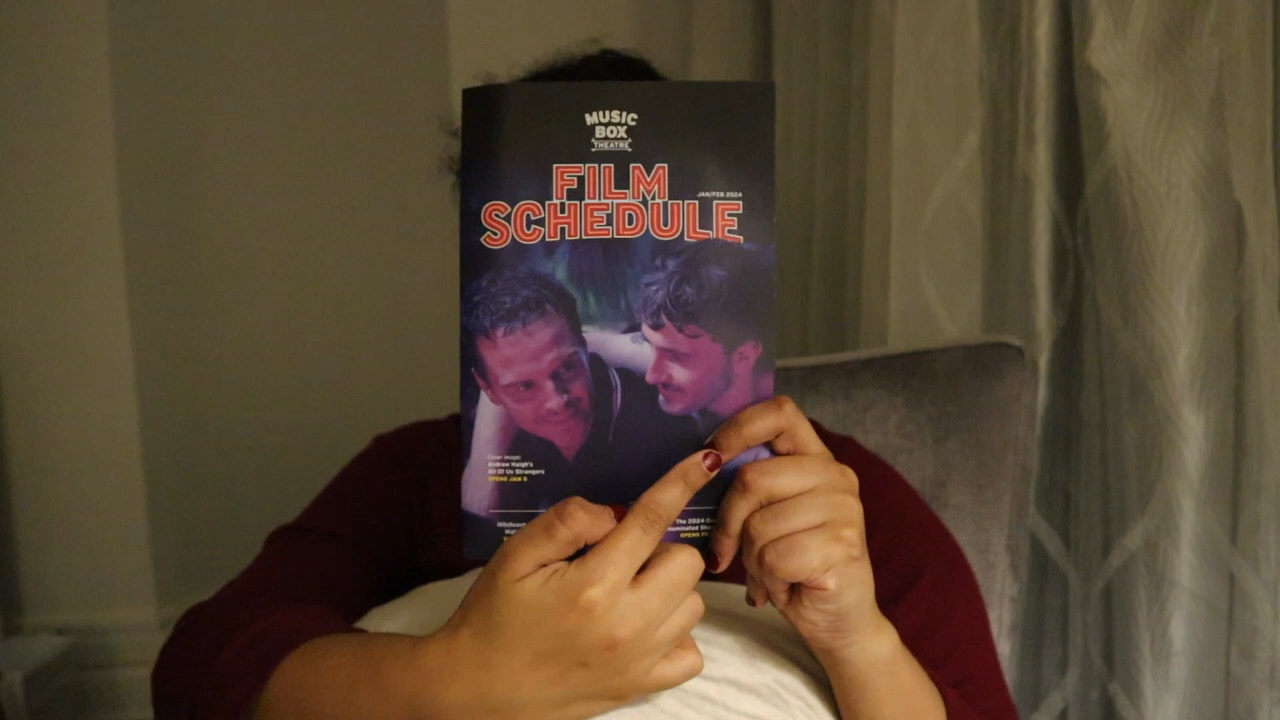 MUSIC
BOX
THEATRE
FILM
JAN/FEB 2024
SCHEDULE
Cover image:
Andrew Haigh's
All Of Us Strangers
OPENS JAN 5
The 2024
OPENS